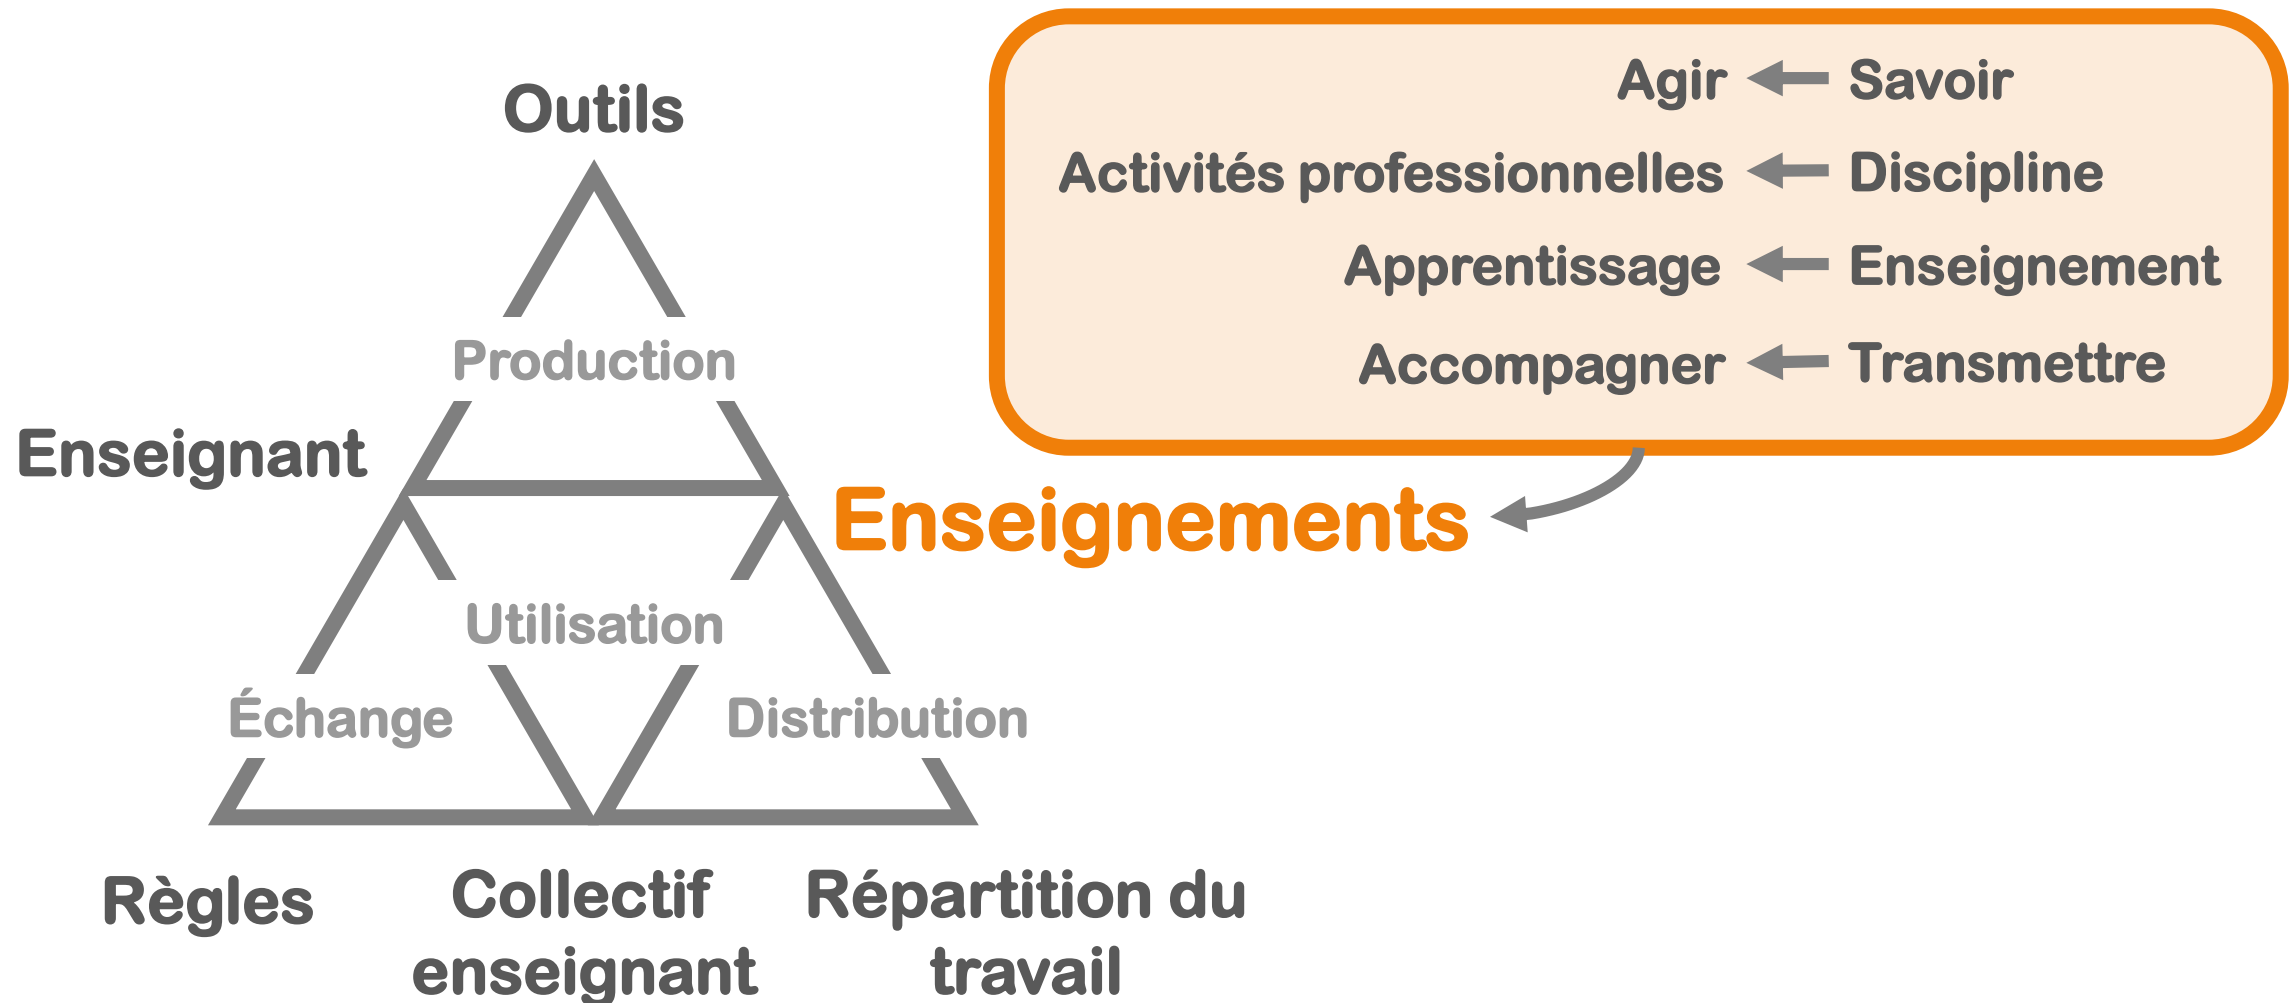 Outils
Production
Enseignant
Enseignements
Utilisation
Échange
Distribution
Règles
Collectif
enseignant
Répartition du
travail
Agir Savoir
Activités professionnelles Discipline
Apprentissage Enseignement
Accompagner Transmettre